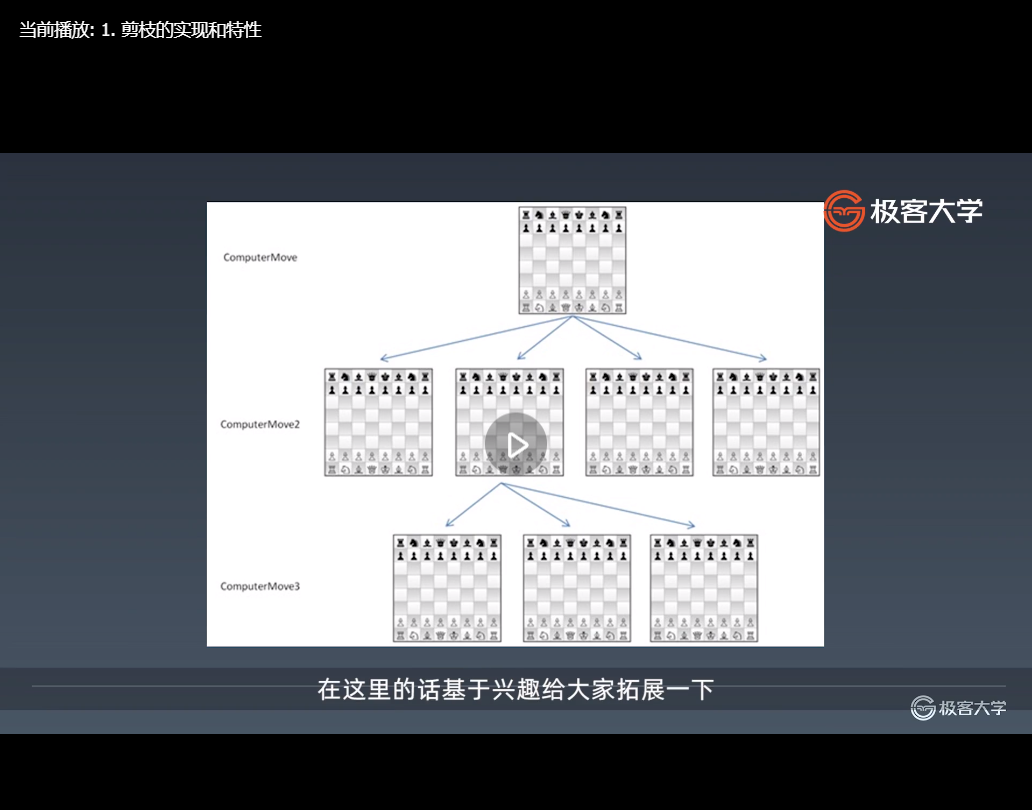 当前播放: 1. 剪枝的实现和特性
极客大学
ComputerMove
ComputerMove2
ComputerMove3
在这里的话基于兴趣给大家拓展一下
极客大学